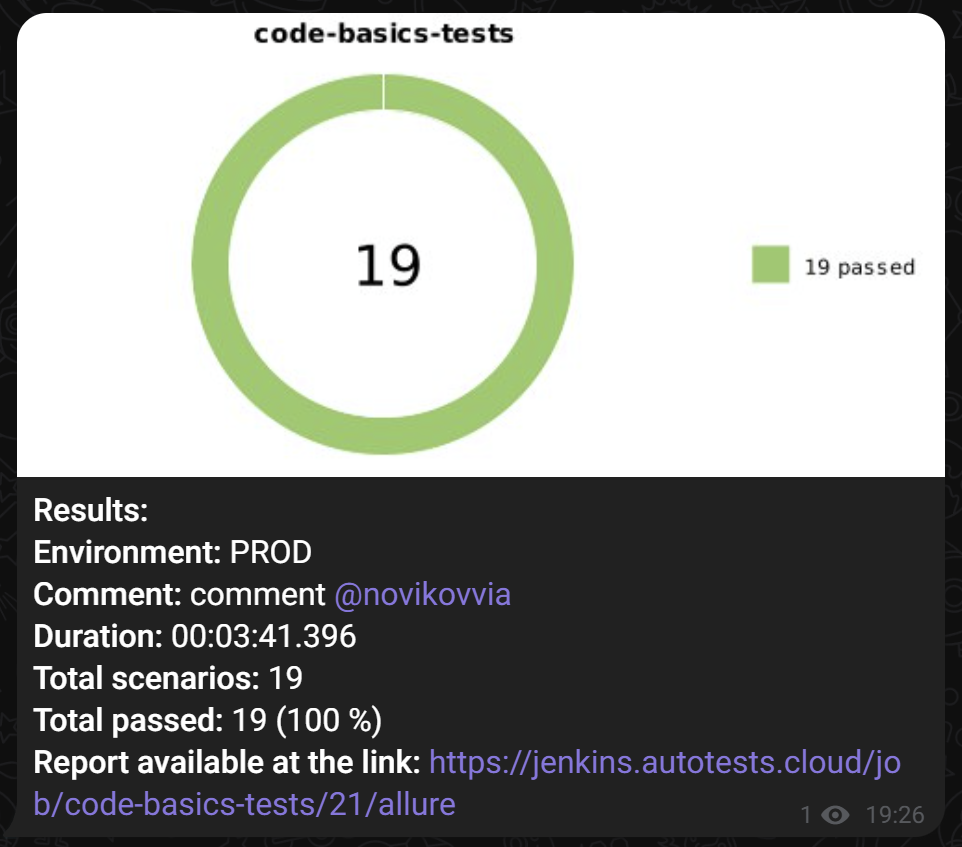 code-basics-tests
19
19 passed
Results:
Environment: PROD
Comment: comment @novikovvia
Duration: 00:03:41.396
Total scenarios: 19
Total passed: 19 (100 %)
Report available at the link: https://jenkins.autotests.cloud/jo
b/code-basics-tests/21/allure
1 19:26